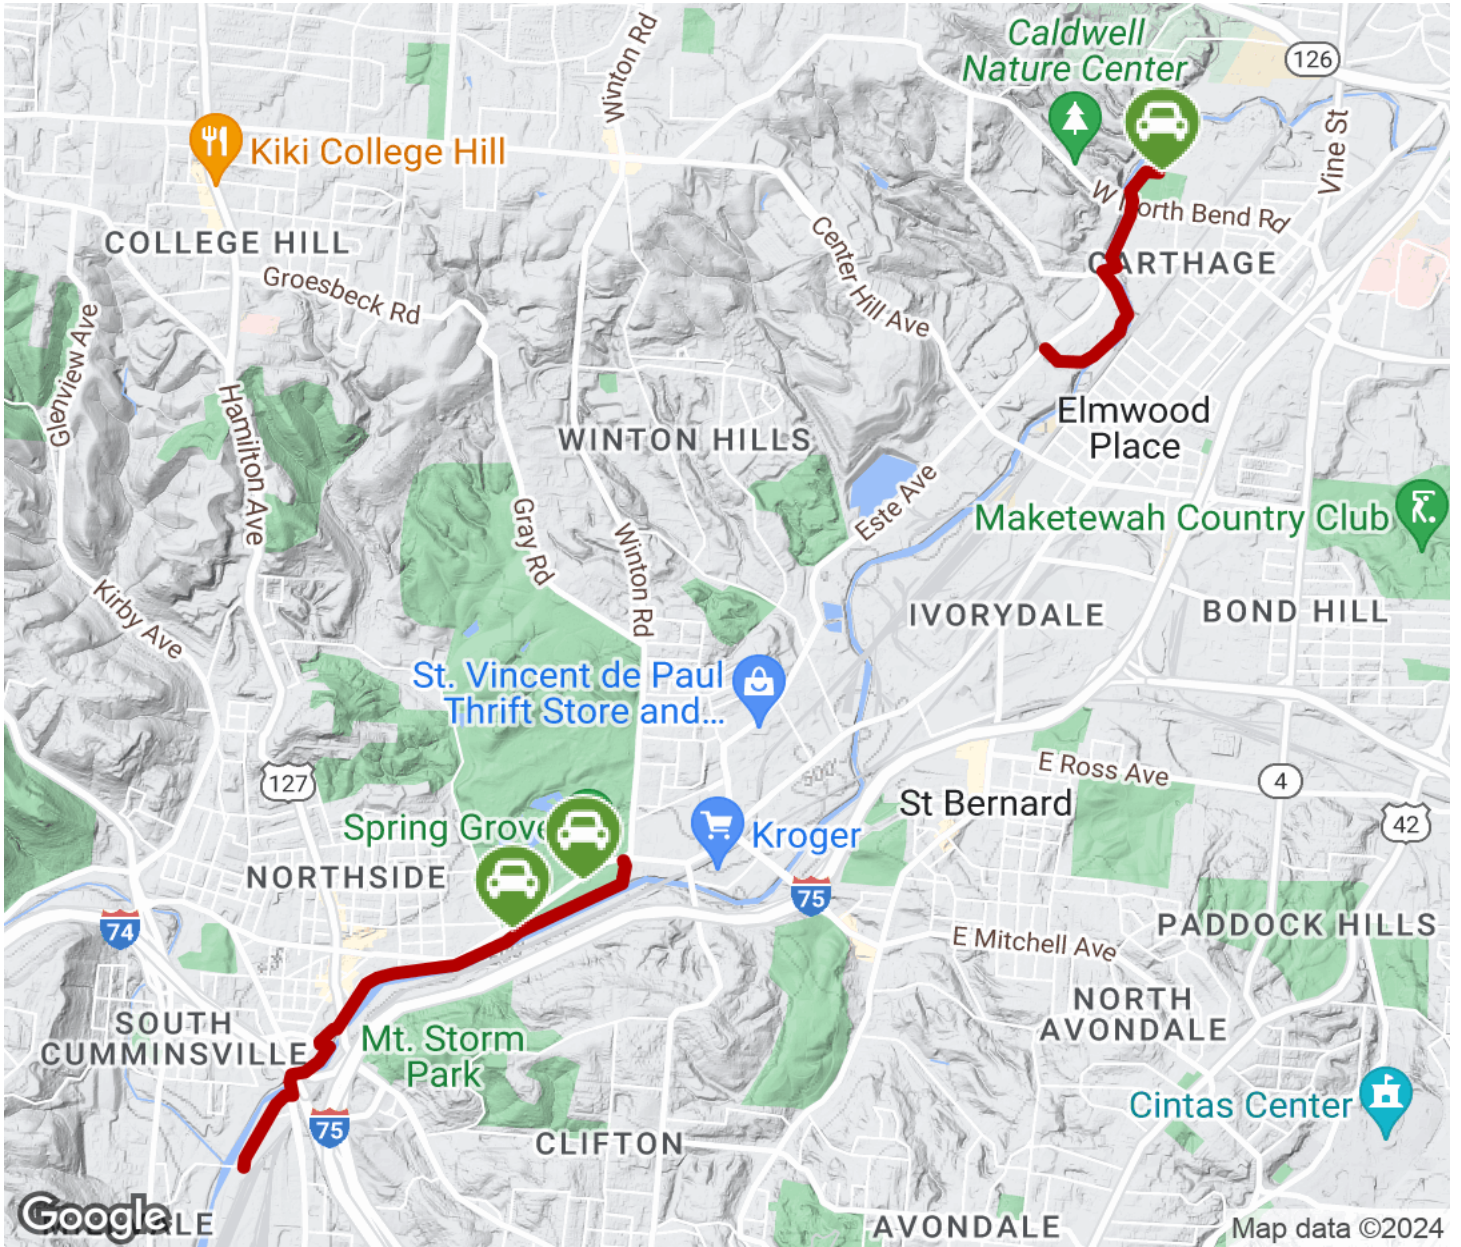 Winton Rd
Caldwell
Nature Center
126
Vine St
Kiki College Hill
W North Bend Rd
COLLEGE HILL
Center Hill Ave
CARTHAGE
Groesbeck Rd
Glenview Ave
Hamilton Ave
WINTON HILLS
Elmwood
Place
Este Ave
Gray Rd
Winton Rd
Maketewah Country Club
Kirby Ave
IVORYDALE
BOND HILL
St. Vincent de Paul
Thrift Store and...
127
E Ross Ave
4
St Bernard
42
Spring Grove
Kroger
NORTHSIDE
75
74
E Mitchell Ave
PADDOCK HILLS
SOUTH
CUMMINSVILLE
Mt. Storm
Park
NORTH
AVONDALE
75
Cintas Center
CLIFTON
Google
AVONDALE
Map data ©2024